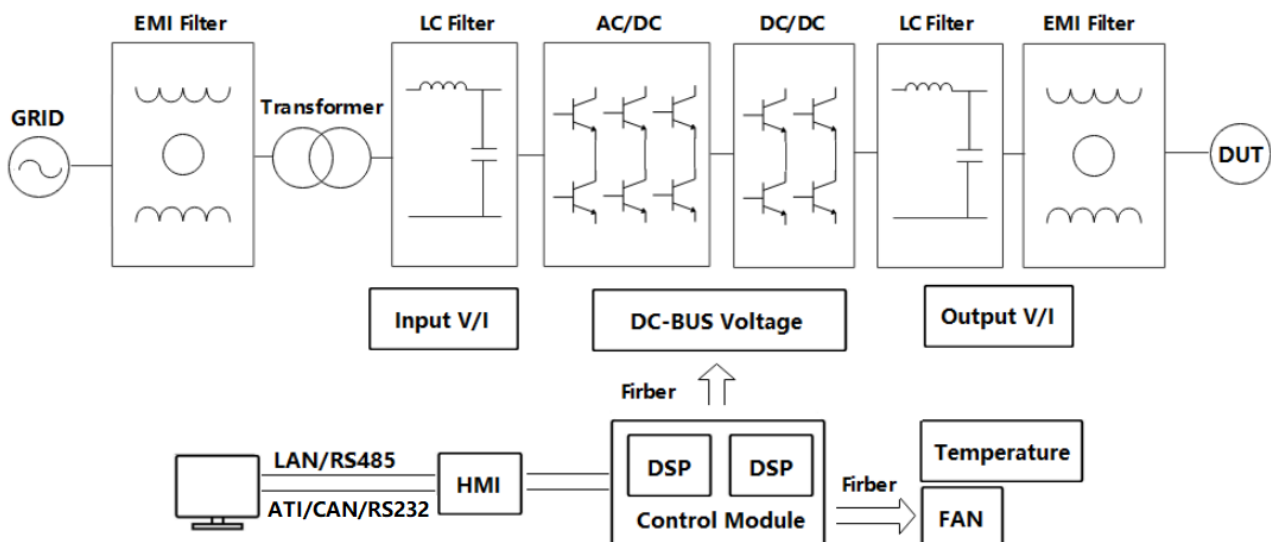 EMI Filter
LC Filter
AC/DC
DC/DC
LC Filter
EMI Filter
GRID
Transformer
DUT
Input V/I
DC-BUS Voltage
Output V/I
Firber
LAN/RS485
ATI/CAN/RS232
HMI
DSP
DSP
Control Module
Firber
Temperature
FAN